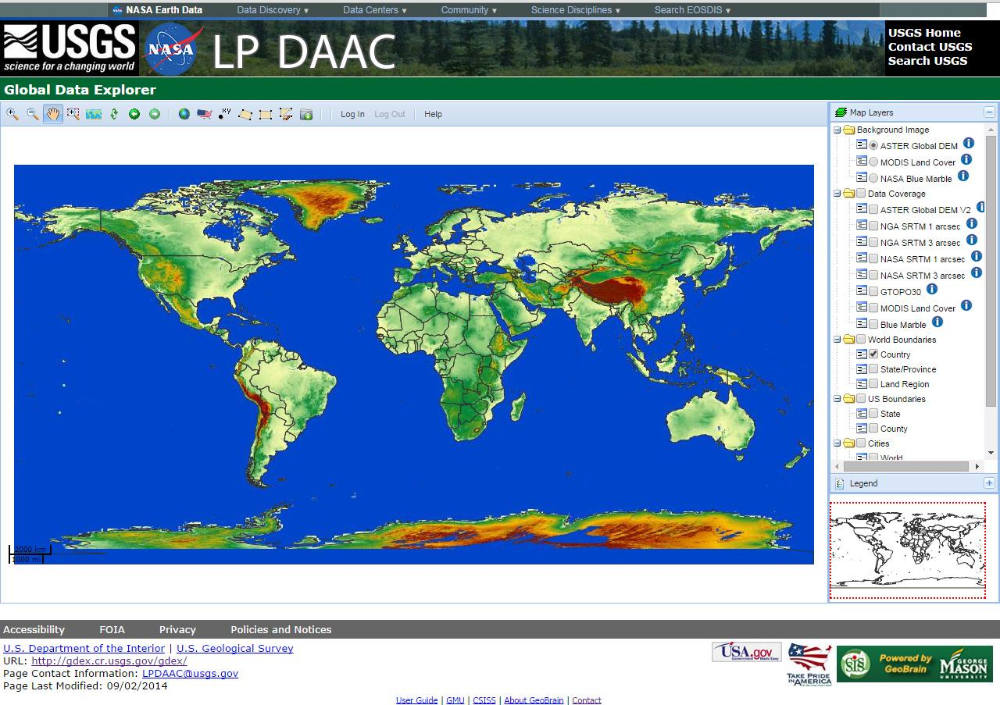 NASA Earth Data Data Discovery ▾ Data Centers ▾ Community ▾ Science Disciplines ▾ Search EOSDIS ▾
USGS
science for a changing world
NASA
LP DAAC
USGS Home
Contact USGS
Search USGS
Global Data Explorer
xy
Log In Log Out Help
Map Layers
Background Image
ASTER Global DEM
MODIS Land Cover
NASA Blue Marble
Data Coverage
ASTER Global DEM V2
NGA SRTM 1 arcsec
NGA SRTM 3 arcsec
NASA SRTM 1 arcsec
NASA SRTM 3 arcsec
GTOPO30
MODIS Land Cover
Blue Marble
World Boundaries
Country
State/Province
Land Region
US Boundaries
State
County
Cities
World
Legend
2000 km
1000 mi
Accessibility FOIA Privacy Policies and Notices
U.S. Department of the Interior | U.S. Geological Survey
URL: http://gdex.cr.usgs.gov/gdex/
Page Contact Information: LPDAAC@usgs.gov
Page Last Modified: 09/02/2014
USA.gov
Government Made Easy
TAKE PRIDE
IN AMERICA
SIS
Powered by
GeoBrain
GEORGE
MASON
UNIVERSITY
User Guide | GMU | CSISS | About GeoBrain | Contact